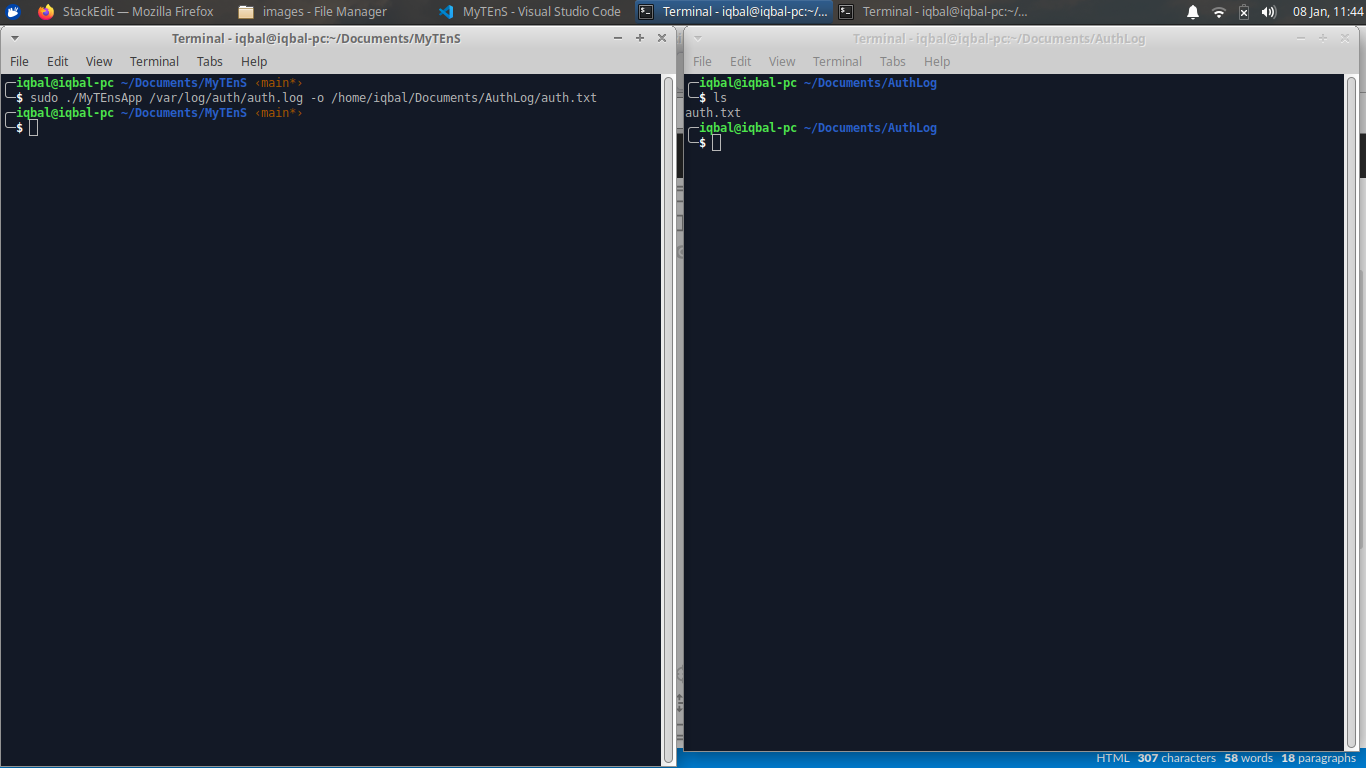 StackEdit — Mozilla Firefox
images - File Manager
MyTEnS - Visual Studio Code
Terminal - iqbal@iqbal-pc:~/...
Terminal - iqbal@iqbal-pc:~/...
08 Jan, 11:44
Terminal - iqbal@iqbal-pc:~/Documents/MyTEnS
File Edit View Terminal Tabs Help
iqbal@iqbal-pc ~/Documents/MyTEnS ‹main*›
$ sudo ./MyTEnsApp /var/log/auth/auth.log -o /home/iqbal/Documents/AuthLog/auth.txt
iqbal@iqbal-pc ~/Documents/MyTEnS ‹main*›
$
Terminal - iqbal@iqbal-pc:~/Documents/AuthLog
File Edit View Terminal Tabs Help
iqbal@iqbal-pc ~/Documents/AuthLog
$ ls
auth.txt
iqbal@iqbal-pc ~/Documents/AuthLog
$
HTML 307 characters 58 words 18 paragraphs